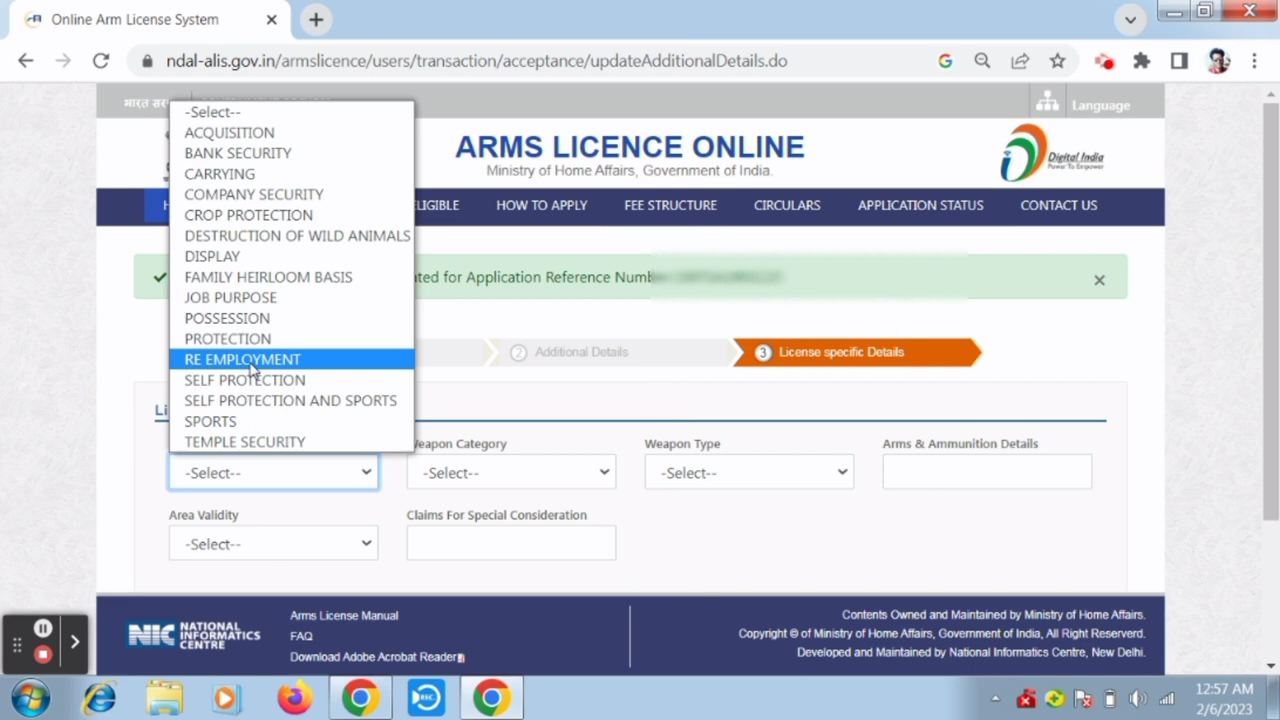 Online Arm License System
ndal-alis.gov.in/armslicence/users/transaction/acceptance/updateAdditionalDetails.do
भारत
Language
ARMS LICENCE ONLINE
Ministry of Home Affairs, Government of India.
Digital India
Power To Empower
HOW TO APPLY
FEE STRUCTURE
CIRCULARS
APPLICATION STATUS
CONTACT US
-Select--
ACQUISITION
BANK SECURITY
CARRYING
COMPANY SECURITY
CROP PROTECTION
DESTRUCTION OF WILD ANIMALS
DISPLAY
FAMILY HEIRLOOM BASIS
JOB PURPOSE
POSSESSION
PROTECTION
RE EMPLOYMENT
SELF PROTECTION
SELF PROTECTION AND SPORTS
SPORTS
TEMPLE SECURITY
for Application Reference
2 Additional Details
3 License specific Details
Weapon Category
Weapon Type
Arms & Ammunition Details
-Select--
-Select--
-Select--
Area Validity
Claims For Special Consideration
-Select--
NIC NATIONAL INFORMATICS CENTRE
Arms License Manual
FAQ
Download Adobe Acrobat Reader
Contents Owned and Maintained by Ministry of Home Affairs.
Copyright © of Ministry of Home Affairs, Government of India, All Right Reserverd.
Developed and Maintained by National Informatics Centre, New Delhi.
REC
12:57 AM
2/6/2023